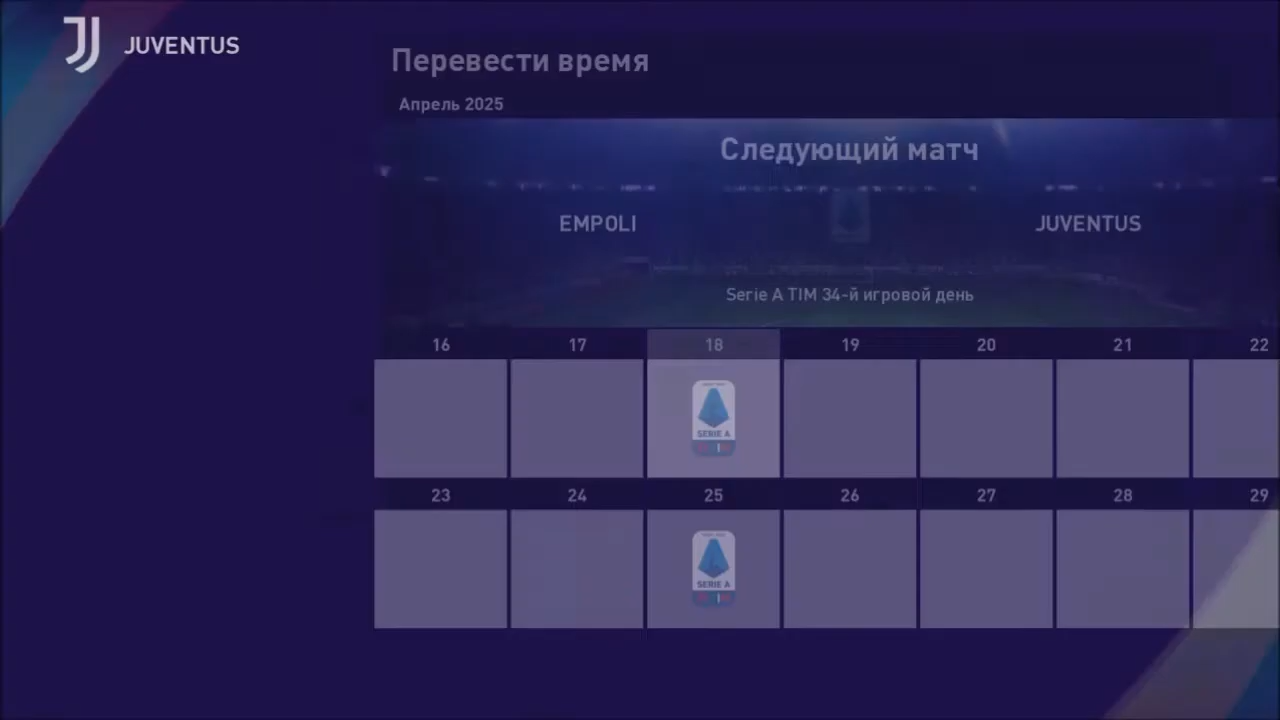 JUVENTUS
Перевести время
Апрель 2025
Следующий матч
EMPOLI JUVENTUS
Serie A TIM 34-й игровой день
16 17 18 19 20 21 22
SERIE A
23 24 25 26 27 28 29
SERIE A